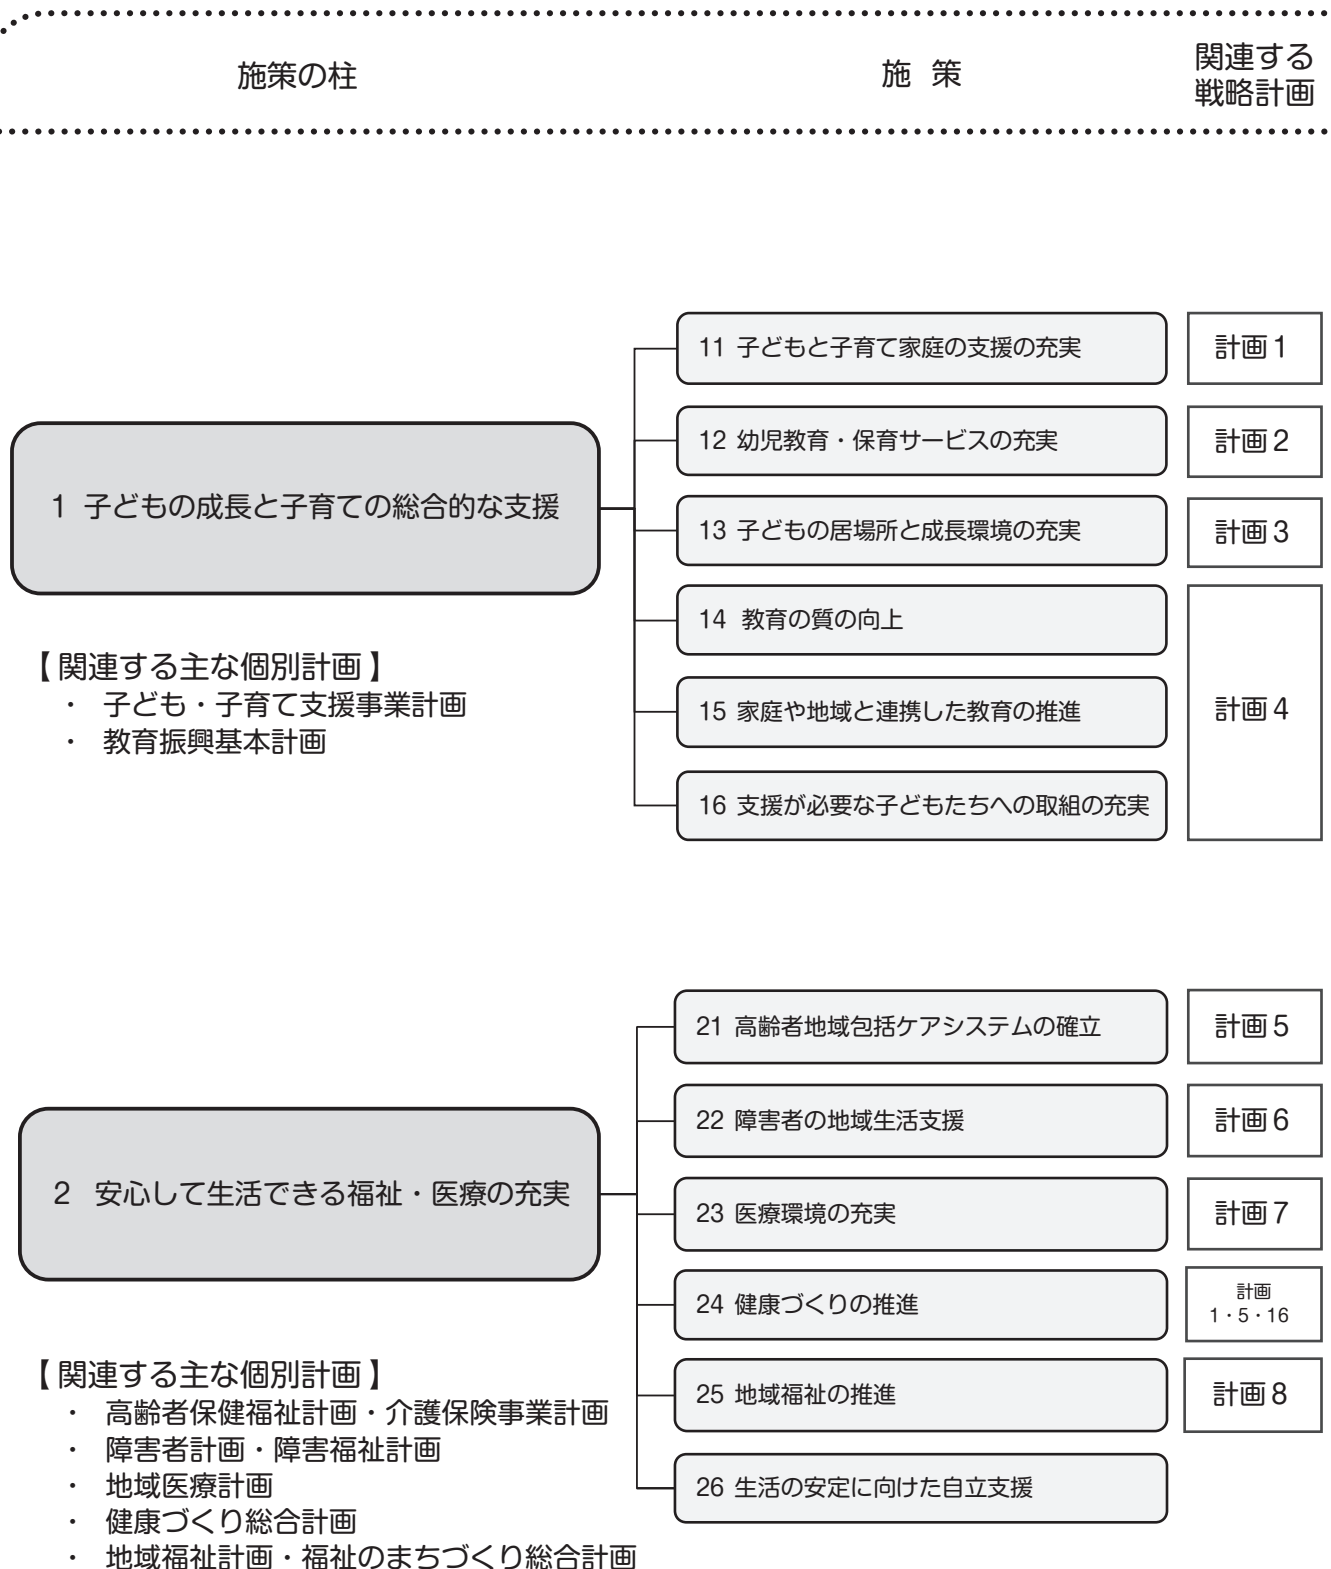 施策の柱
施 策
関連する
戦略計画
1 子どもの成長と子育ての総合的な支援
11 子どもと子育て家庭の支援の充実
計画1
12 幼児教育・保育サービスの充実
計画2
13 子どもの居場所と成長環境の充実
計画3
14 教育の質の向上
15 家庭や地域と連携した教育の推進
計画4
16 支援が必要な子どもたちへの取組の充実
【関連する主な個別計画】
・ 子ども・子育て支援事業計画
・ 教育振興基本計画
2 安心して生活できる福祉・医療の充実
21 高齢者地域包括ケアシステムの確立
計画5
22 障害者の地域生活支援
計画6
23 医療環境の充実
計画7
24 健康づくりの推進
計画
1・5・16
25 地域福祉の推進
計画8
26 生活の安定に向けた自立支援
【関連する主な個別計画】
・ 高齢者保健福祉計画・介護保険事業計画
・ 障害者計画・障害福祉計画
・ 地域医療計画
・ 健康づくり総合計画
・ 地域福祉計画・福祉のまちづくり総合計画